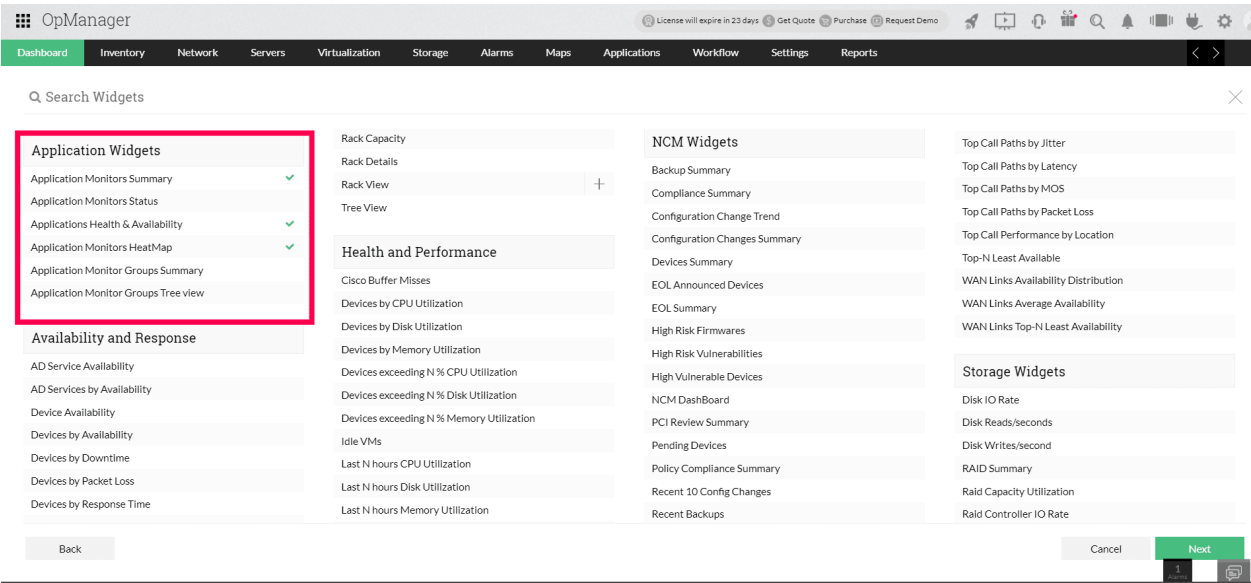 OpManager
License will expire in 23 days Get Quote Purchase Request Demo
Dashboard Inventory Network Servers Virtualization Storage Alarms Maps Applications Workflow Settings Reports
Search Widgets
Application Widgets
Application Monitors Summary
Application Monitors Status
Applications Health & Availability
Application Monitors HeatMap
Application Monitor Groups Summary
Application Monitor Groups Tree view
Availability and Response
AD Service Availability
AD Services by Availability
Device Availability
Devices by Availability
Devices by Downtime
Devices by Packet Loss
Devices by Response Time
Rack Capacity
Rack Details
Rack View
Tree View
Health and Performance
Cisco Buffer Misses
Devices by CPU Utilization
Devices by Disk Utilization
Devices by Memory Utilization
Devices exceeding N % CPU Utilization
Devices exceeding N % Disk Utilization
Devices exceeding N % Memory Utilization
Idle VMs
Last N hours CPU Utilization
Last N hours Disk Utilization
Last N hours Memory Utilization
NCM Widgets
Backup Summary
Compliance Summary
Configuration Change Trend
Configuration Changes Summary
Devices Summary
EOL Announced Devices
EOL Summary
High Risk Firmwares
High Risk Vulnerabilities
High Vulnerable Devices
NCM DashBoard
PCI Review Summary
Pending Devices
Policy Compliance Summary
Recent 10 Config Changes
Recent Backups
Top Call Paths by Jitter
Top Call Paths by Latency
Top Call Paths by MOS
Top Call Paths by Packet Loss
Top Call Performance by Location
Top-N Least Available
WAN Links Availability Distribution
WAN Links Average Availability
WAN Links Top-N Least Availability
Storage Widgets
Disk IO Rate
Disk Reads/seconds
Disk Writes/second
RAID Summary
Raid Capacity Utilization
Raid Controller IO Rate
Back
Cancel
Next
1
Alarms